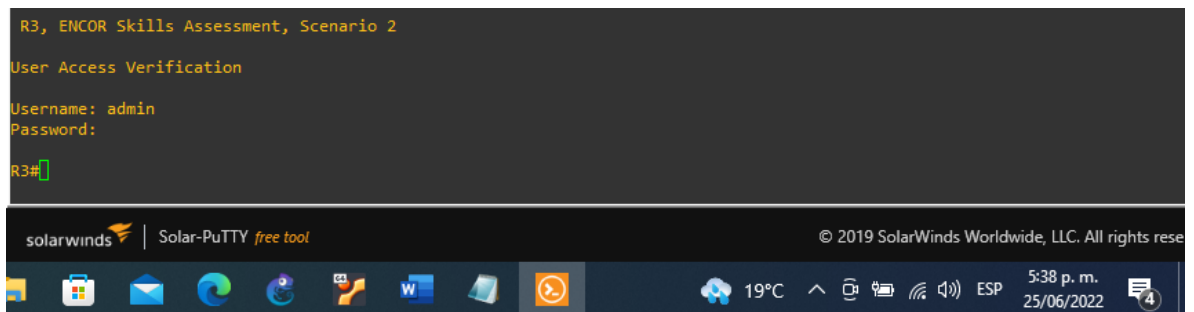 R3, ENCOR Skills Assessment, Scenario 2
User Access Verification
Username: admin
Password:
R3#
solarwinds | Solar-PuTTY free tool © 2019 SolarWinds Worldwide, LLC. All rights rese
C4 W 19°C ESP 5:38 p. m.
25/06/2022 4